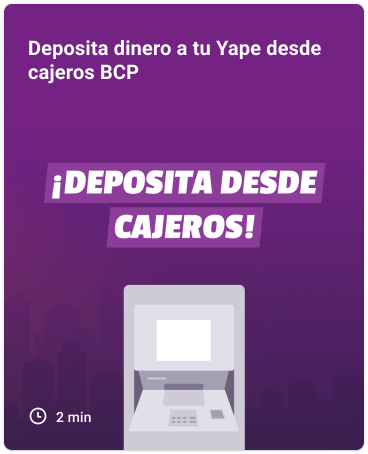 Deposita dinero a tu Yape desde
cajeros BCP
¡DEPOSITA DESDE
CAJEROS!
2 min